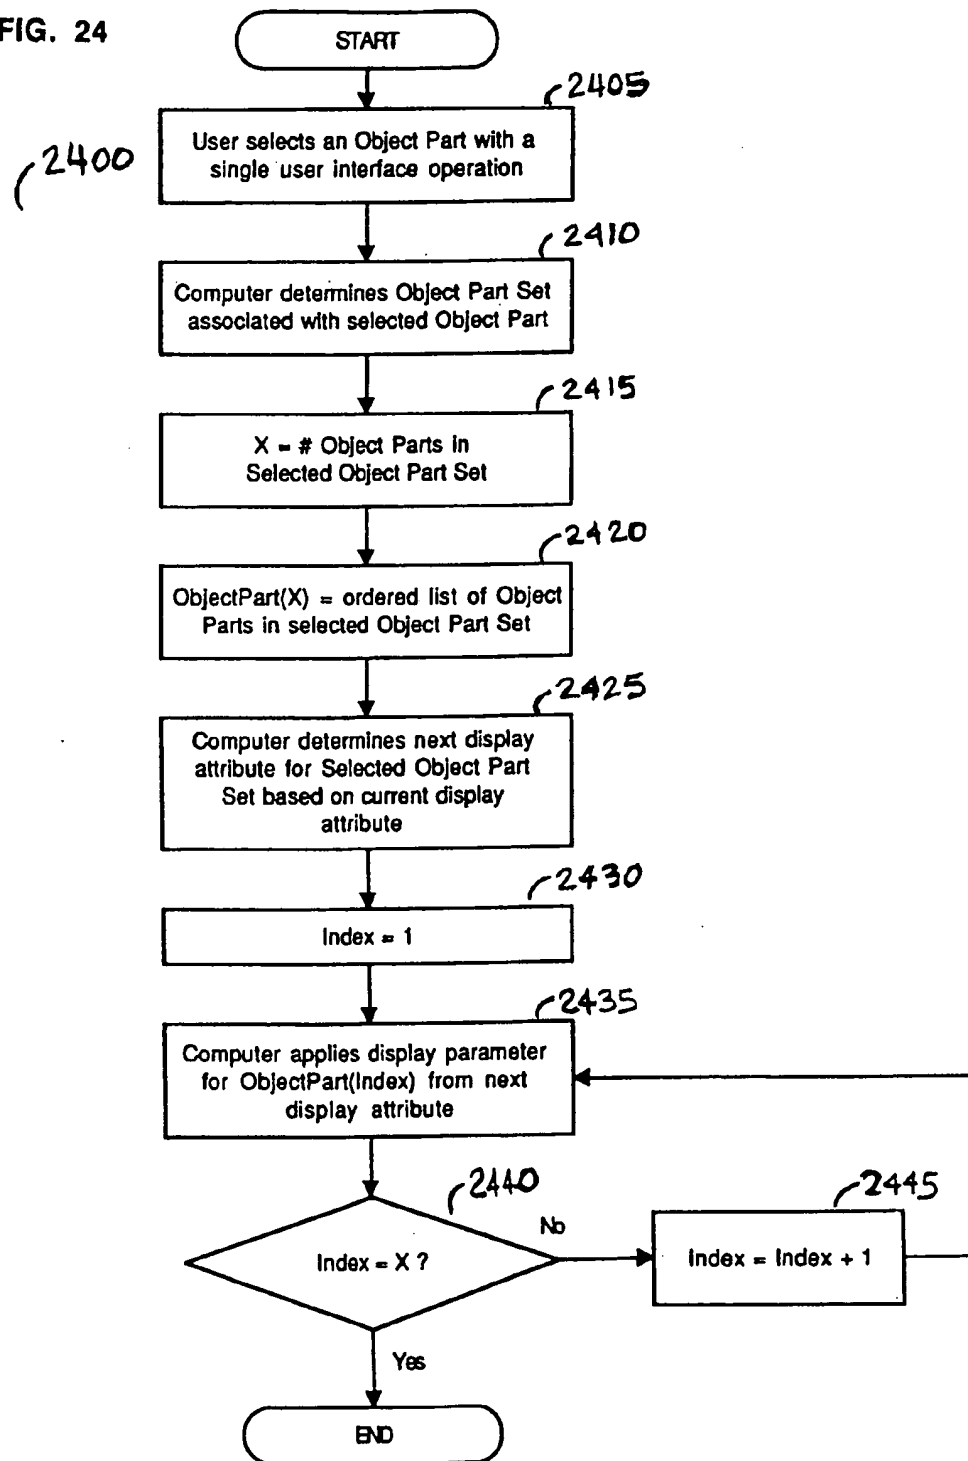 FIG. 24
START
2400
2405
User selects an Object Part with a
single user interface operation
2410
Computer determines Object Part Set
associated with selected Object Part
2415
X = # Object Parts in
Selected Object Part Set
2420
ObjectPart(X) = ordered list of Object
Parts in selected Object Part Set
2425
Computer determines next display
attribute for Selected Object Part
Set based on current display
attribute
2430
Index = 1
2435
Computer applies display parameter
for ObjectPart(Index) from next
display attribute
2440
Index = X ?
No
2445
Index = Index + 1
Yes
END